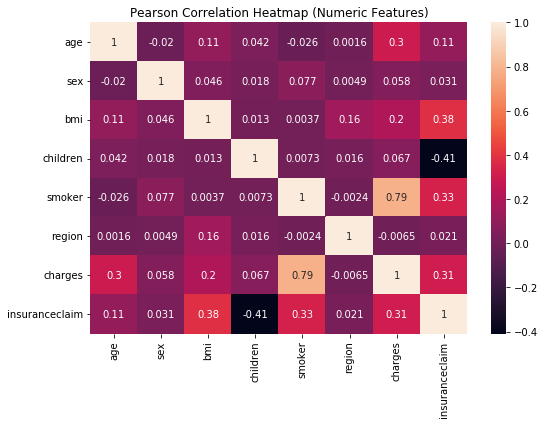 Pearson Correlation Heatmap (Numeric Features)
age 1 -0.02 0.11 0.042 -0.026 0.0016 0.3 0.11
sex -0.02 1 0.046 0.018 0.077 0.0049 0.058 0.031
bmi 0.11 0.046 1 0.013 0.0037 0.16 0.2 0.38
children 0.042 0.018 0.013 1 0.0073 0.016 0.067 -0.41
smoker -0.026 0.077 0.0037 0.0073 1 -0.0024 0.79 0.33
region 0.0016 0.0049 0.16 0.016 -0.0024 1 -0.0065 0.021
charges 0.3 0.058 0.2 0.067 0.79 -0.0065 1 0.31
insuranceclaim 0.11 0.031 0.38 -0.41 0.33 0.021 0.31 1
age sex bmi children smoker region charges insuranceclaim
1.0
0.8
0.6
0.4
0.2
0.0
−0.2
−0.4